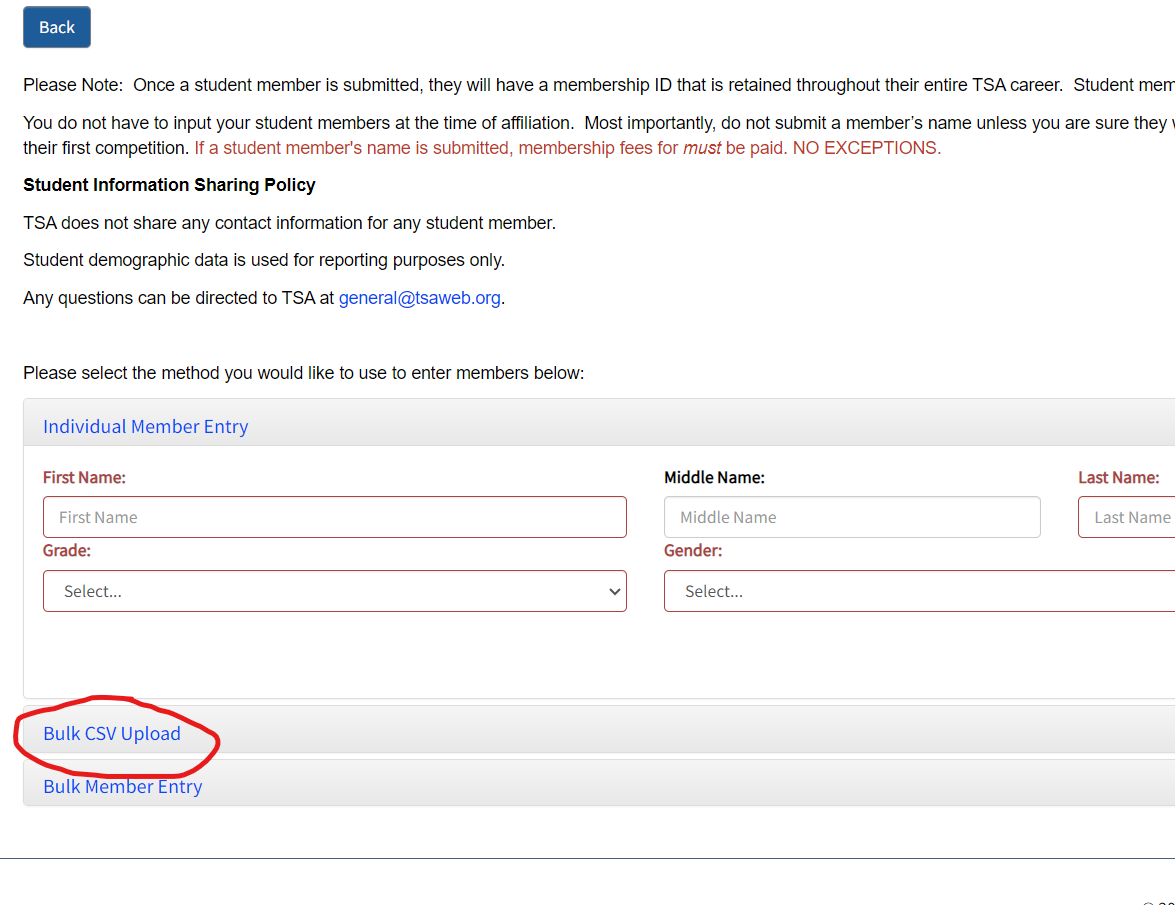 Back
Please Note:  Once a student member is submitted, they will have a membership ID that is retained throughout their entire TSA career.  Student mem
You do not have to input your student members at the time of affiliation.  Most importantly, do not submit a member’s name unless you are sure they
their first competition. If a student member's name is submitted, membership fees for must be paid. NO EXCEPTIONS.
Student Information Sharing Policy
TSA does not share any contact information for any student member.
Student demographic data is used for reporting purposes only.
Any questions can be directed to TSA at general@tsaweb.org.
Please select the method you would like to use to enter members below:
Individual Member Entry
First Name: Middle Name: Last Name:
First Name Middle Name Last Name
Grade: Gender:
Select... Select...
Bulk CSV Upload
Bulk Member Entry